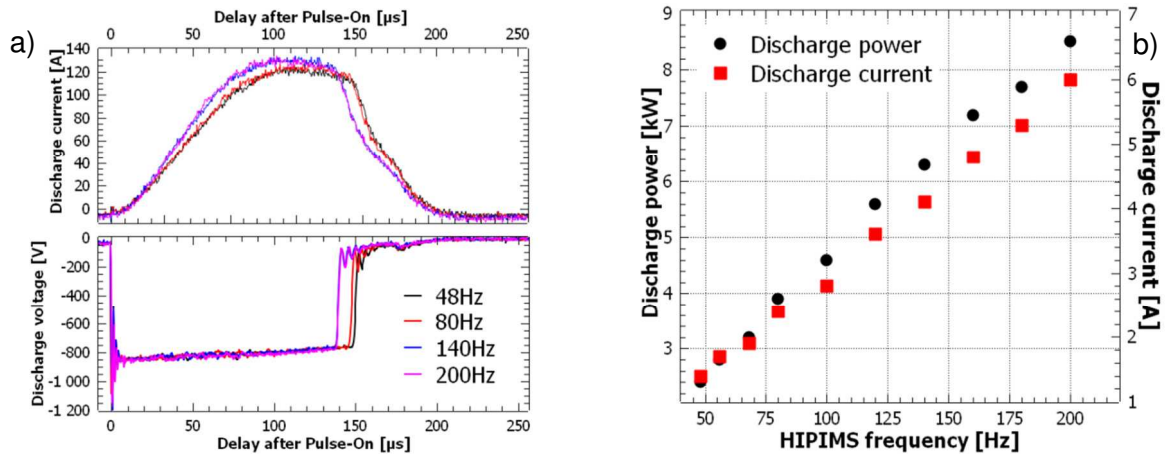 a)
Delay after Pulse-On [µs]
0 50 100 150 200 250
Discharge current [A]
140
120
100
80
60
40
20
0
Discharge voltage [V]
0
-200
-400
-600
-800
-1 000
-1 200
48Hz
80Hz
140Hz
200Hz
0 50 100 150 200 250
Delay after Pulse-On [µs]
b)
Discharge power [kW]
9
8
7
6
5
4
3
Discharge power
Discharge current
7
6
5
4
3
2
1
Discharge current [A]
50 75 100 125 150 175 200
HIPIMS frequency [Hz]